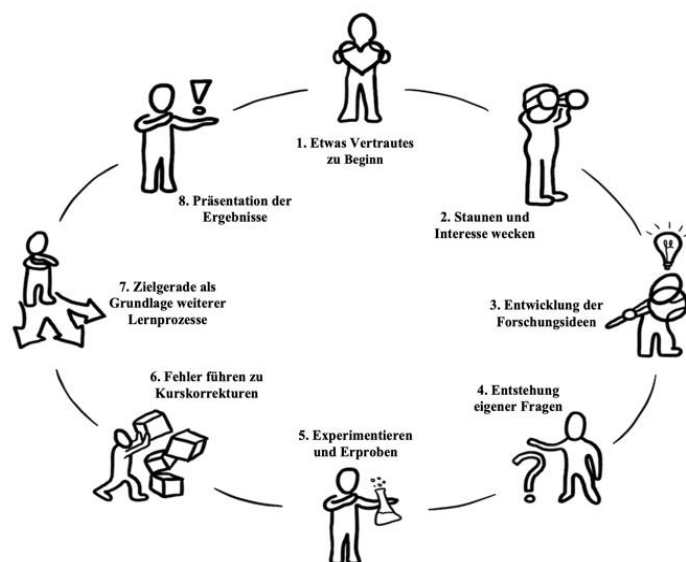 1. Etwas Vertrautes
zu Beginn
2. Staunen und
Interesse wecken
3. Entwicklung der
Forschungsideen
4. Entstehung
eigener Fragen
5. Experimentieren
und Erproben
6. Fehler führen zu
Kurskorrekturen
7. Zielgerade als
Grundlage weiterer
Lernprozesse
8. Präsentation der
Ergebnisse